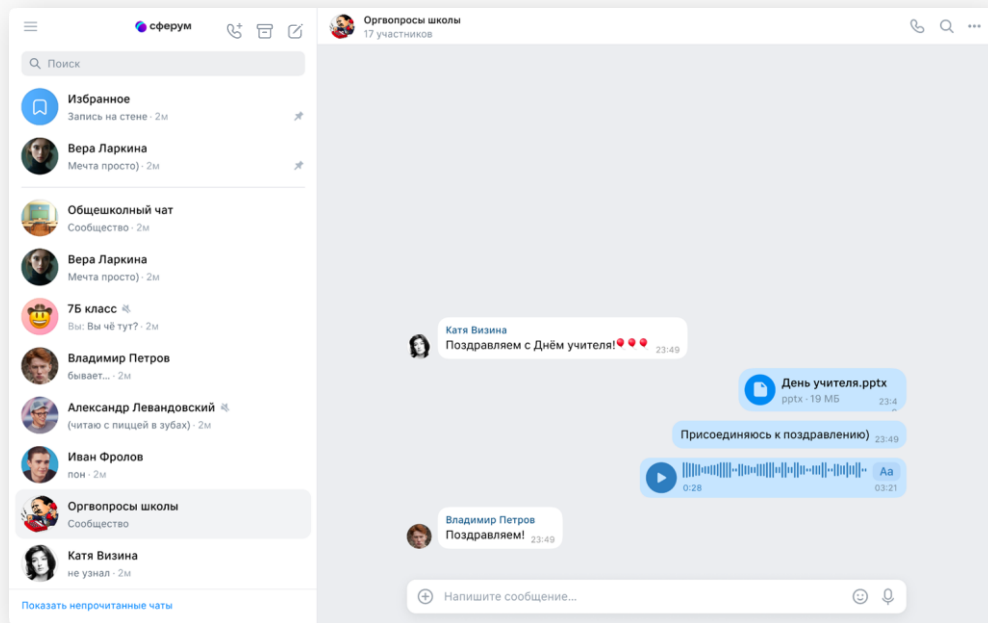 сферум
Поиск
Избранное
Запись на стене · 2м
Вера Ларкина
Мечта просто) · 2м
Общешкольный чат
Сообщество · 2м
Вера Ларкина
Мечта просто) · 2м
7Б класс
Вы: Вы чё тут? · 2м
Владимир Петров
бывает... · 2м
Александр Левандовский
(читаю с пиццей в зубах) · 2м
Иван Фролов
пон · 2м
Оргвопросы школы
Сообщество
Катя Визина
не узнал · 2м
Показать непрочитанные чаты
Оргвопросы школы
17 участников
Катя Визина
Поздравляем с Днём учителя! 23:49
День учителя.pptx
pptx · 19 МБ 23:4
Присоединяюсь к поздравлению) 23:49
Aa
0:28 03:21
Владимир Петров
Поздравляем! 23:49
Напишите сообщение...